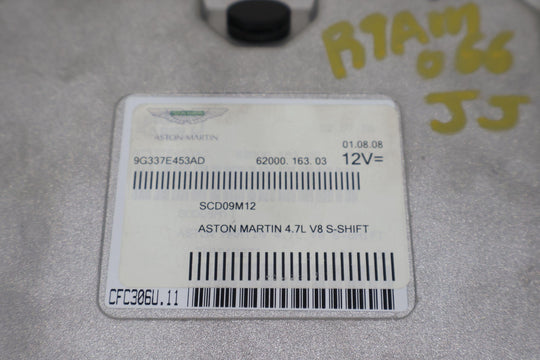 R9AM
066
JJ
ASTON MARTIN
01.08.08
9G337E453AD 62000. 163. 03 12V=
SCD09M12
ASTON MARTIN 4.7L V8 S-SHIFT
CFC306U.11